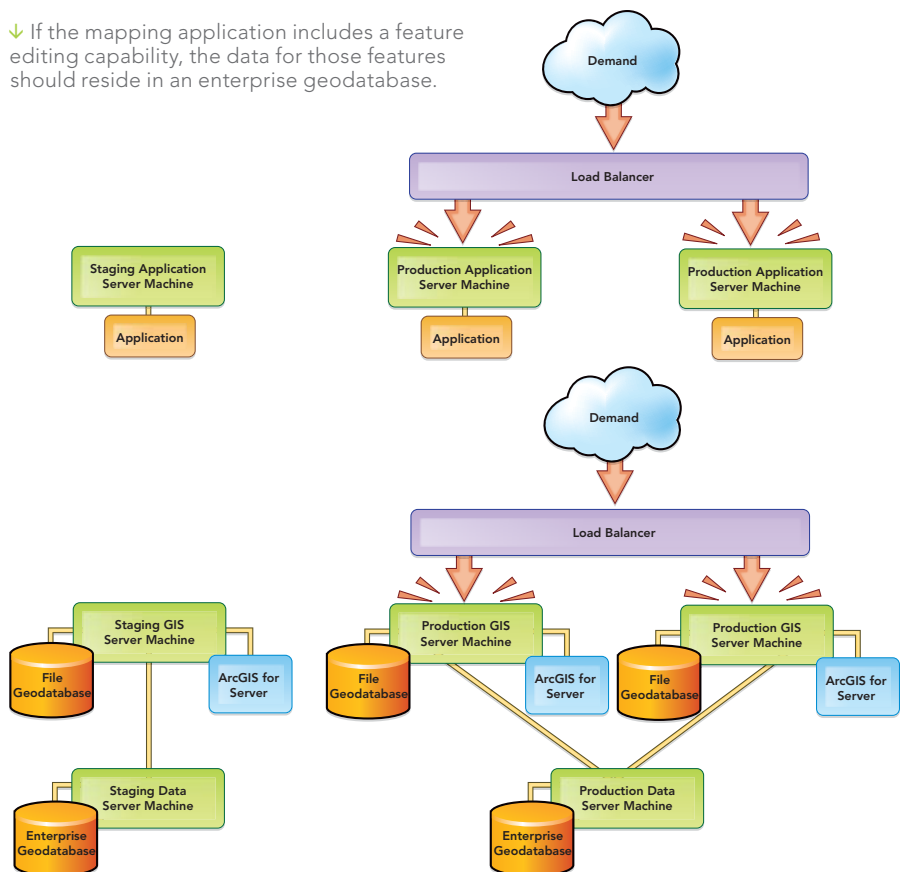 ↓ If the mapping application includes a feature
editing capability, the data for those features
should reside in an enterprise geodatabase.
Demand
Load Balancer
Staging Application
Server Machine
Application
Production Application
Server Machine
Application
Production Application
Server Machine
Application
Demand
Load Balancer
Staging GIS
Server Machine
File
Geodatabase
ArcGIS for
Server
Production GIS
Server Machine
File
Geodatabase
ArcGIS for
Server
Production GIS
Server Machine
File
Geodatabase
ArcGIS for
Server
Staging Data
Server Machine
Enterprise
Geodatabase
Production Data
Server Machine
Enterprise
Geodatabase